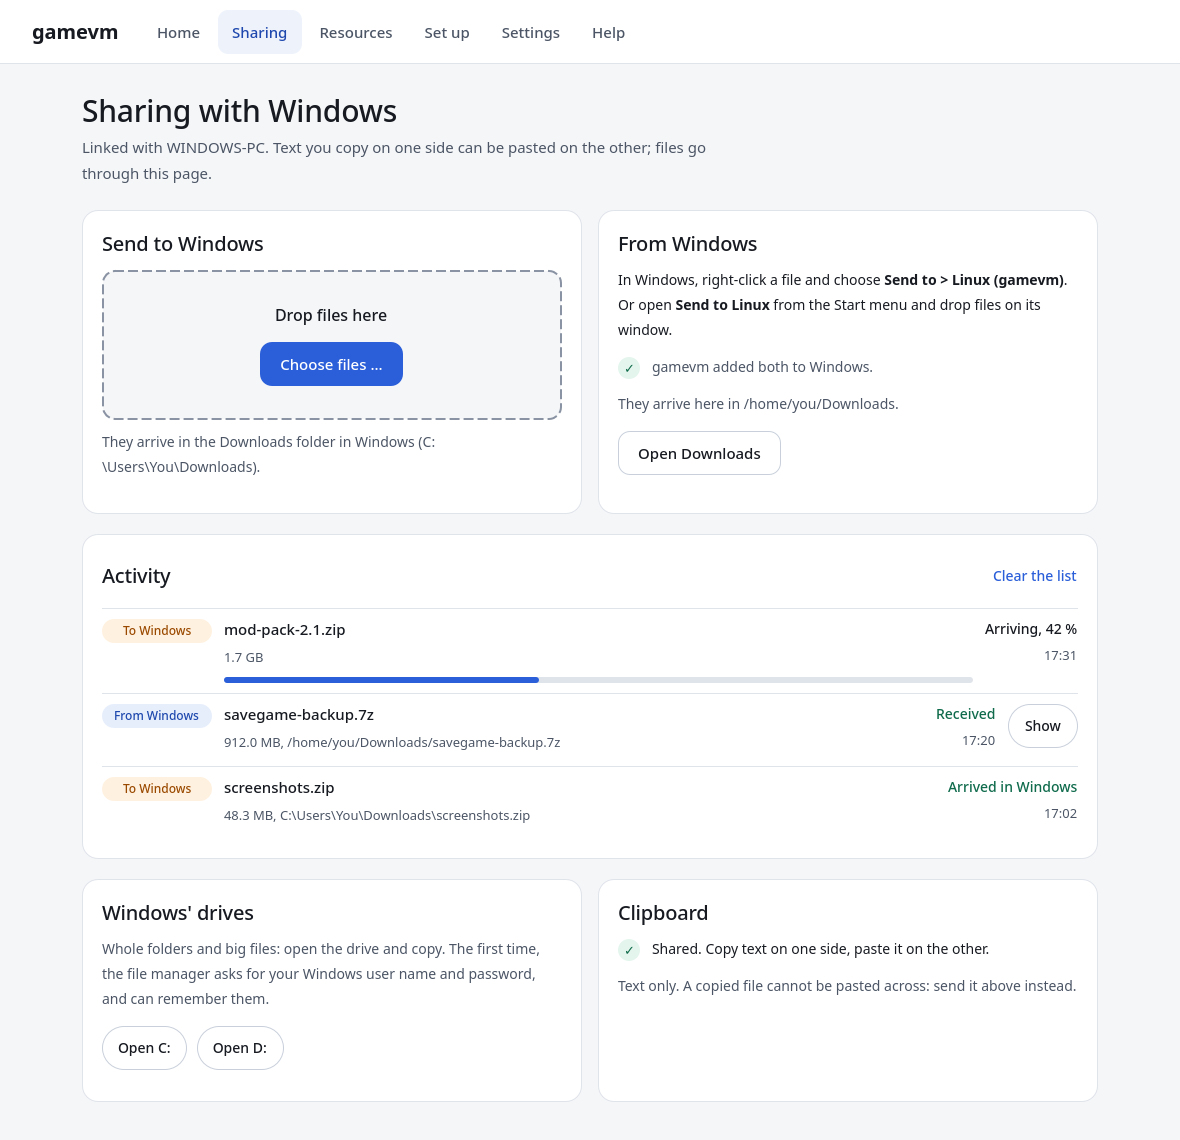 gamevm Home Sharing Resources Set up Settings Help
Sharing with Windows
Linked with WINDOWS-PC. Text you copy on one side can be pasted on the other; files go
through this page.
Send to Windows
Drop files here
Choose files ...
They arrive in the Downloads folder in Windows (C:
\Users\You\Downloads).
From Windows
In Windows, right-click a file and choose Send to > Linux (gamevm).
Or open Send to Linux from the Start menu and drop files on its
window.
✓ gamevm added both to Windows.
They arrive here in /home/you/Downloads.
Open Downloads
Activity Clear the list
To Windows mod-pack-2.1.zip Arriving, 42 %
1.7 GB 17:31
From Windows savegame-backup.7z Received Show
912.0 MB, /home/you/Downloads/savegame-backup.7z 17:20
To Windows screenshots.zip Arrived in Windows
48.3 MB, C:\Users\You\Downloads\screenshots.zip 17:02
Windows' drives
Whole folders and big files: open the drive and copy. The first time,
the file manager asks for your Windows user name and password,
and can remember them.
Open C: Open D:
Clipboard
✓ Shared. Copy text on one side, paste it on the other.
Text only. A copied file cannot be pasted across: send it above instead.